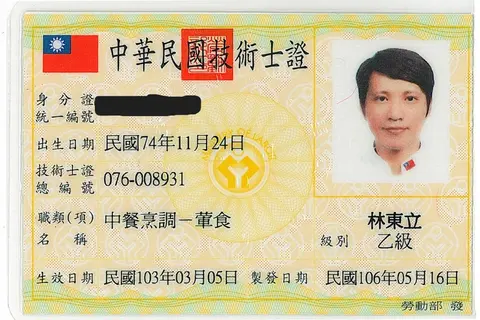 中華民國技術士證
身分證
統一編號
出生日期 民國74年11月24日
技術士證
總編號 076-008931
職類(項)
名稱 中餐烹調－葷食
林東立
級別 乙級
生效日期 民國103年03月05日 製發日期 民國106年05月16日
勞動部 發